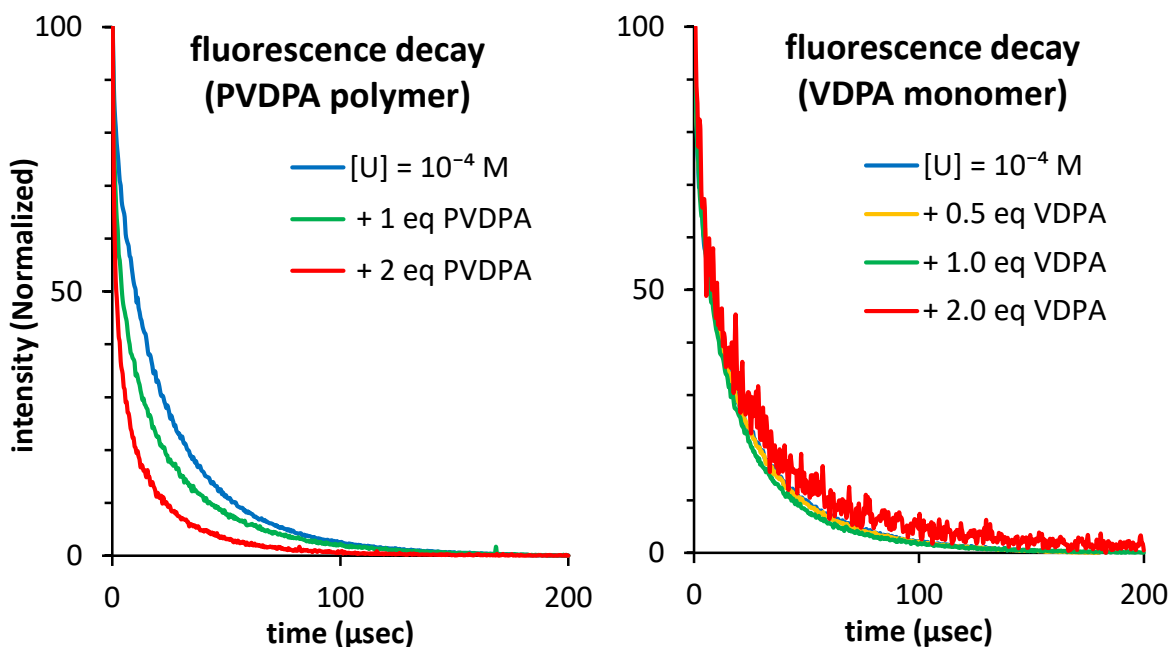 100
fluorescence decay
(PVDPA polymer)
[U] = 10⁻⁴ M
+ 1 eq PVDPA
+ 2 eq PVDPA
50
0
0
100
200
time (μsec)
intensity (Normalized)
100
fluorescence decay
(VDPA monomer)
[U] = 10⁻⁴ M
+ 0.5 eq VDPA
+ 1.0 eq VDPA
+ 2.0 eq VDPA
50
0
0
100
200
time (μsec)